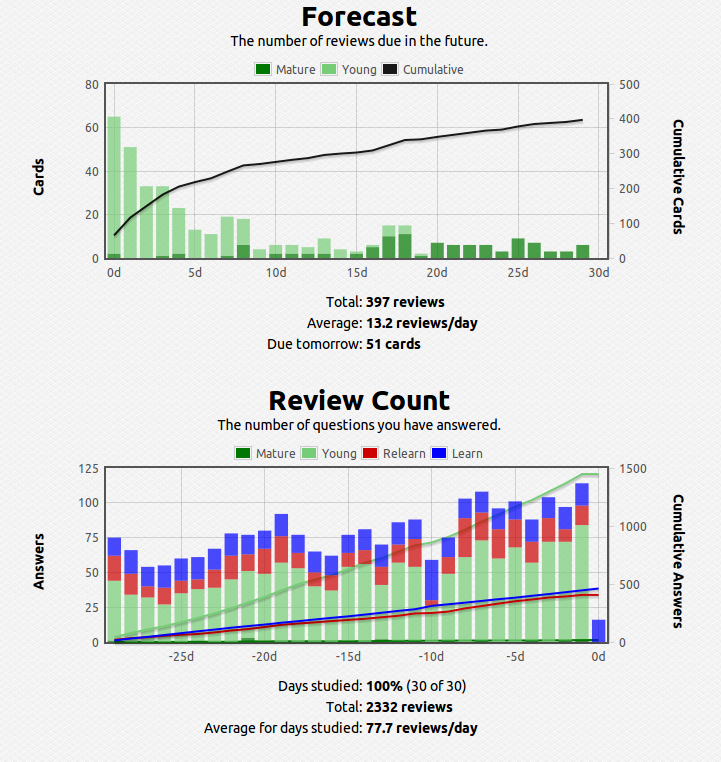 Forecast
The number of reviews due in the future.
Mature Young Cumulative
80 500
60 400
40 300
20 200
0 100
0
Cards
Cumulative Cards
0d 5d 10d 15d 20d 25d 30d
Total: 397 reviews
Average: 13.2 reviews/day
Due tomorrow: 51 cards
Review Count
The number of questions you have answered.
Mature Young Relearn Learn
125 1500
100 1000
75 500
50 0
25
0
Answers
Cumulative Answers
-25d -20d -15d -10d -5d 0d
Days studied: 100% (30 of 30)
Total: 2332 reviews
Average for days studied: 77.7 reviews/day